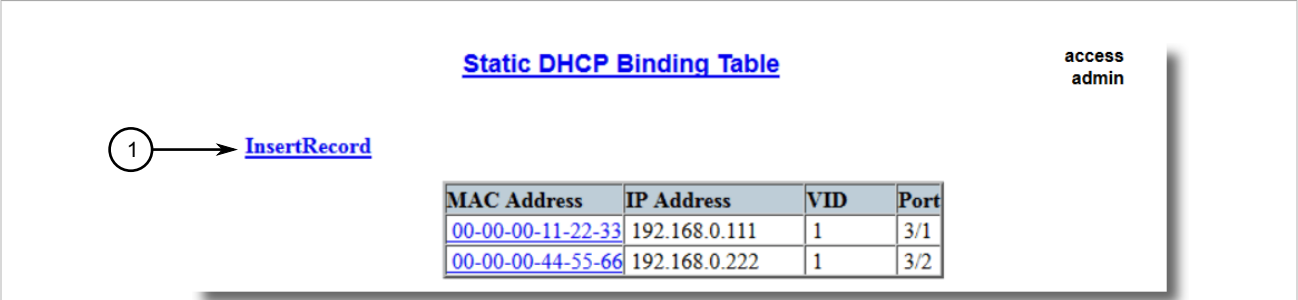 Static DHCP Binding Table
access
admin
1
InsertRecord
MAC Address IP Address VID Port
00-00-00-11-22-33 192.168.0.111 1 3/1
00-00-00-44-55-66 192.168.0.222 1 3/2